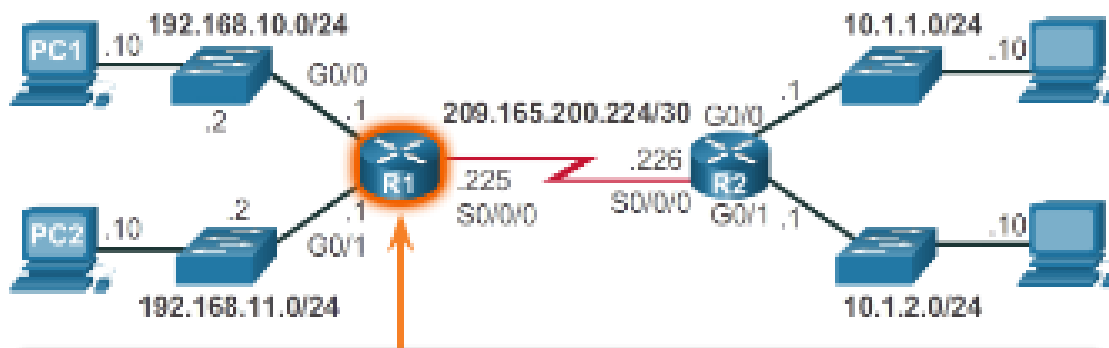 192.168.10.0/24
PC1
.10
G0/0
.1
.2
R1
209.165.200.224/30
.225
S0/0/0
.226
S0/0/0
R2
G0/0
.1
10.1.1.0/24
.10
PC2
.10
.2
.1
G0/1
192.168.11.0/24
G0/1
.1
.10
10.1.2.0/24